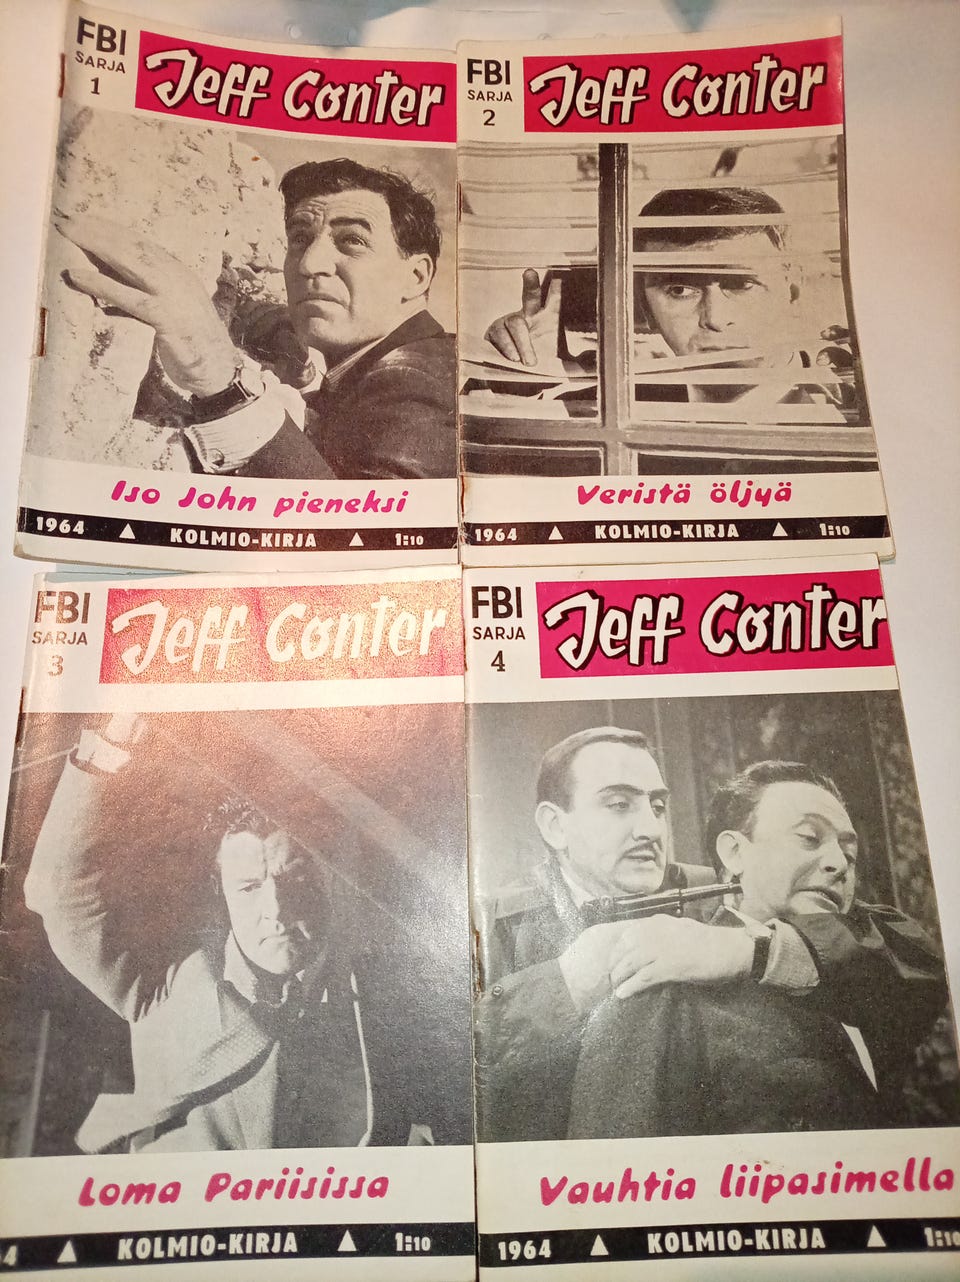 FBI
SARJA
1
Jeff Conter
Iso John pieneksi
1964 ▲ KOLMIO-KIRJA ▲ 1:10
FBI
SARJA
2
Jeff Conter
Veristä öljyä
1964 ▲ KOLMIO-KIRJA ▲ 1:10
FBI
SARJA
3
Jeff Conter
Loma Pariisissa
4 ▲ KOLMIO-KIRJA ▲ 1:10
FBI
SARJA
4
Jeff Conter
Vauhtia liipasimella
1964 ▲ KOLMIO-KIRJA ▲ 1:10